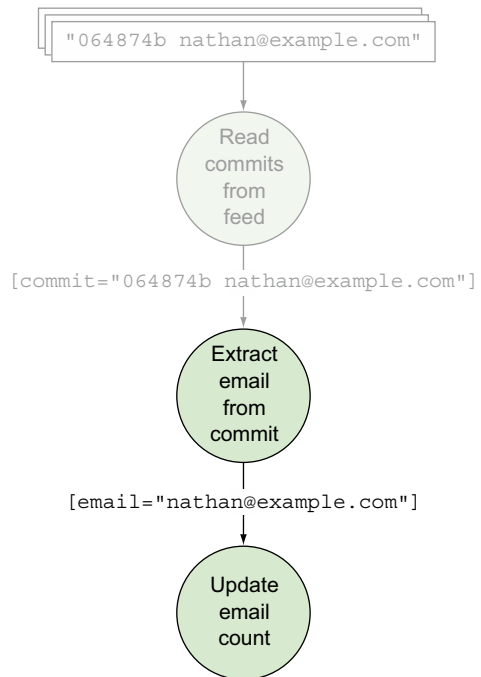 "064874b nathan@example.com"
Read
commits
from
feed
[commit="064874b nathan@example.com"]
Extract
email
from
commit
[email="nathan@example.com"]
Update
email
count